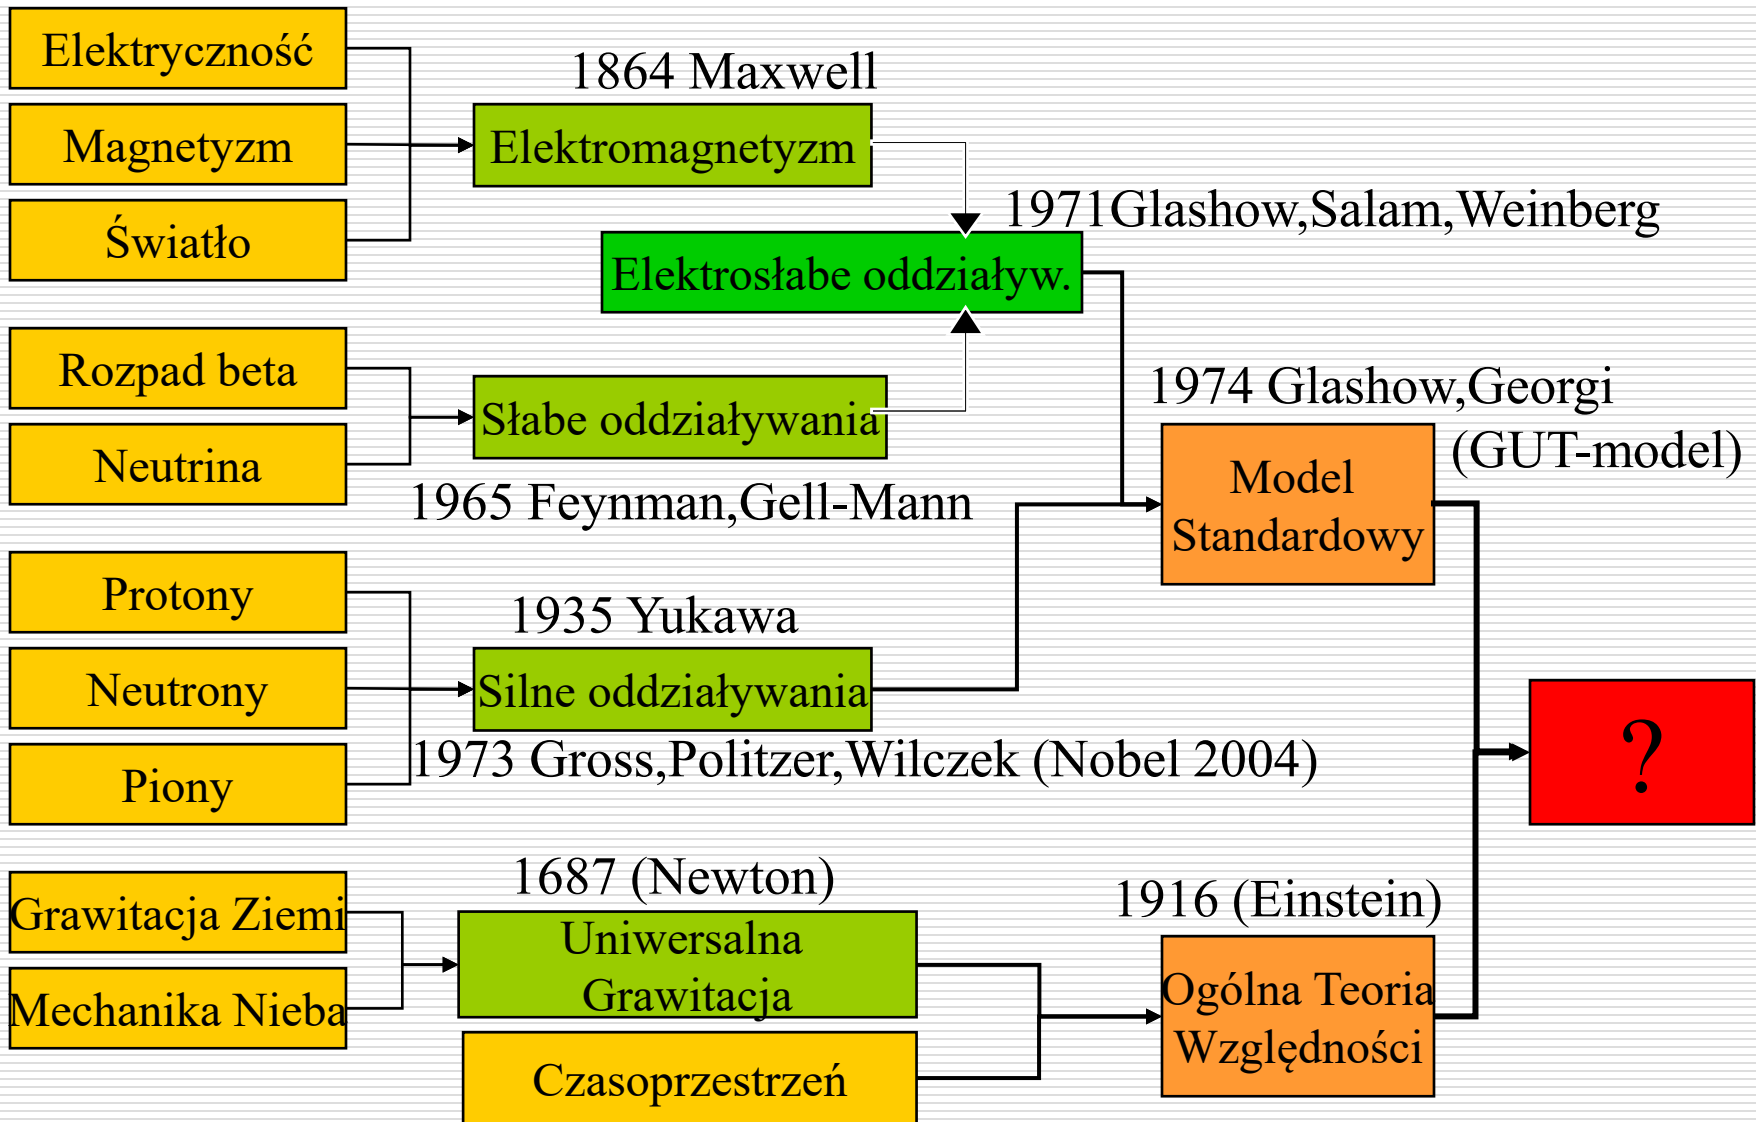 Elektryczność
1864 Maxwell
Magnetyzm
Elektromagnetyzm
Światło
1971Glashow,Salam,Weinberg
Elektrosłabe oddziaływ.
Rozpad beta
Neutrina
Słabe oddziaływania
1965 Feynman,Gell-Mann
1974 Glashow,Georgi
(GUT-model)
Model
Standardowy
Protony
Neutrony
Piony
1935 Yukawa
Silne oddziaływania
1973 Gross,Politzer,Wilczek (Nobel 2004)
?
Grawitacja Ziemi
Mechanika Nieba
1687 (Newton)
Uniwersalna
Grawitacja
Czasoprzestrzeń
1916 (Einstein)
Ogólna Teoria
Względności